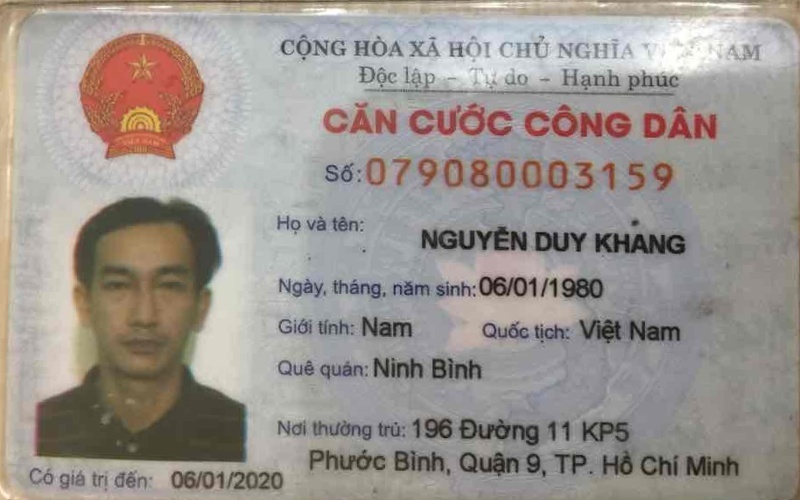 CỘNG HÒA XÃ HỘI CHỦ NGHĨA VIỆT NAM
Độc lập - Tự do - Hạnh phúc
CĂN CƯỚC CÔNG DÂN
Số: 079080003159
Họ và tên: NGUYỄN DUY KHANG
Ngày, tháng, năm sinh: 06/01/1980
Giới tính: Nam Quốc tịch: Việt Nam
Quê quán: Ninh Bình
Nơi thường trú: 196 Đường 11 KP5
Phước Bình, Quận 9, TP. Hồ Chí Minh
Có giá trị đến: 06/01/2020